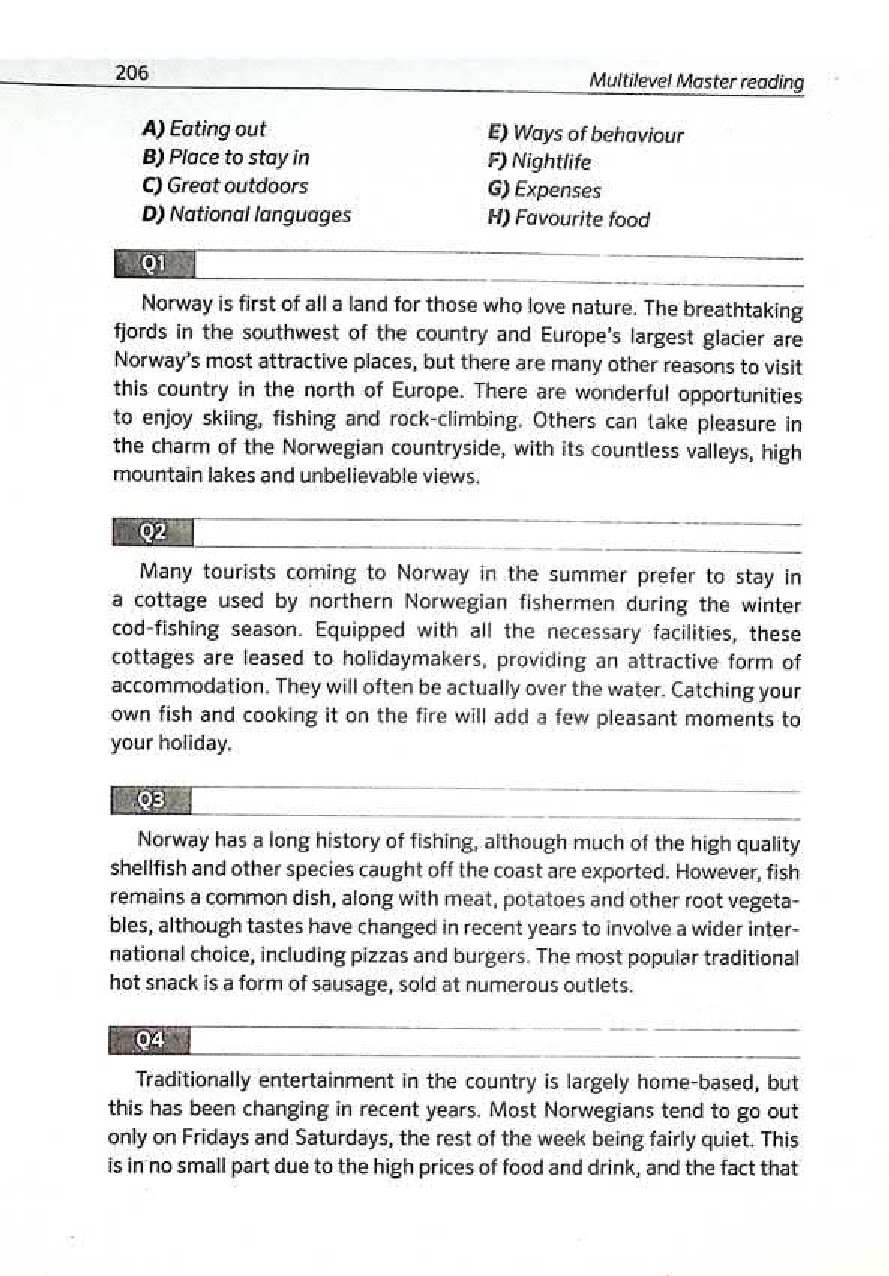 206
Multilevel Master reading
A) Eating out
B) Place to stay in
C) Great outdoors
D) National languages
E) Ways of behaviour
F) Nightlife
G) Expenses
H) Favourite food
Q1
Norway is first of all a land for those who love nature. The breathtaking
fjords in the southwest of the country and Europe's largest glacier are
Norway's most attractive places, but there are many other reasons to visit
this country in the north of Europe. There are wonderful opportunities
to enjoy skiing, fishing and rock-climbing. Others can take pleasure in
the charm of the Norwegian countryside, with its countless valleys, high
mountain lakes and unbelievable views.
Q2
Many tourists coming to Norway in the summer prefer to stay in
a cottage used by northern Norwegian fishermen during the winter
cod-fishing season. Equipped with all the necessary facilities, these
cottages are leased to holidaymakers, providing an attractive form of
accommodation. They will often be actually over the water. Catching your
own fish and cooking it on the fire will add a few pleasant moments to
your holiday.
Q3
Norway has a long history of fishing, although much of the high quality
shellfish and other species caught off the coast are exported. However, fish
remains a common dish, along with meat, potatoes and other root vegeta-
bles, although tastes have changed in recent years to involve a wider inter-
national choice, including pizzas and burgers. The most popular traditional
hot snack is a form of sausage, sold at numerous outlets.
Q4
Traditionally entertainment in the country is largely home-based, but
this has been changing in recent years. Most Norwegians tend to go out
only on Fridays and Saturdays, the rest of the week being fairly quiet. This
is in no small part due to the high prices of food and drink, and the fact that